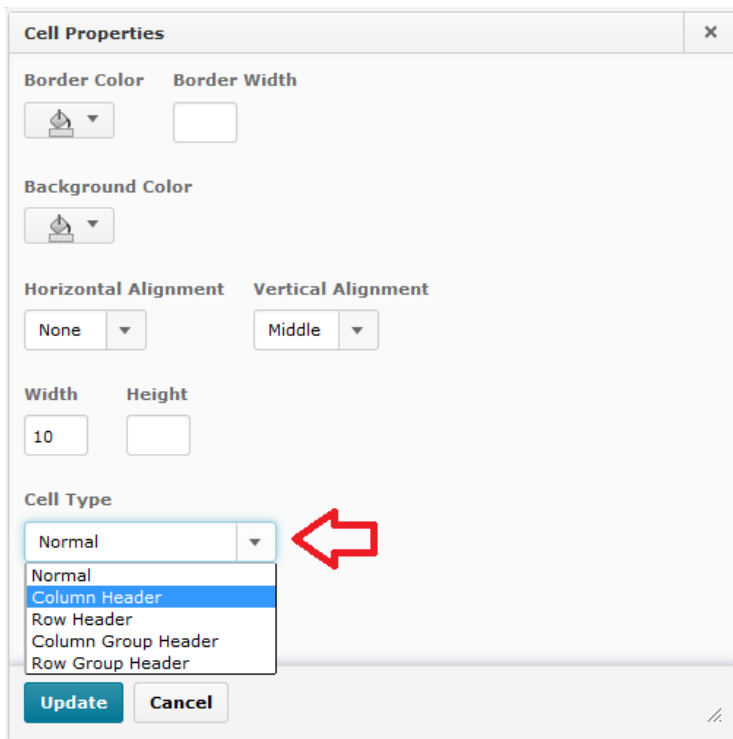 Cell Properties ×
Border Color Border Width
Background Color
Horizontal Alignment Vertical Alignment
None Middle
Width Height
10
Cell Type
Normal
Normal
Column Header
Row Header
Column Group Header
Row Group Header
Update Cancel